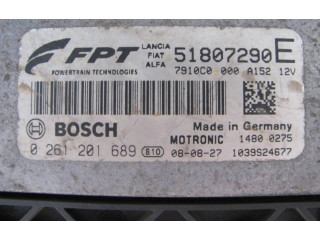 FPT
POWERTRAIN TECHNOLOGIES
LANCIA
FIAT
ALFA
51807290E
7910C0 000 A152 12V
BOSCH
Made in Germany
MOTRONIC 1480 0275
0 261 201 689 E10 08-08-27 1039S24677